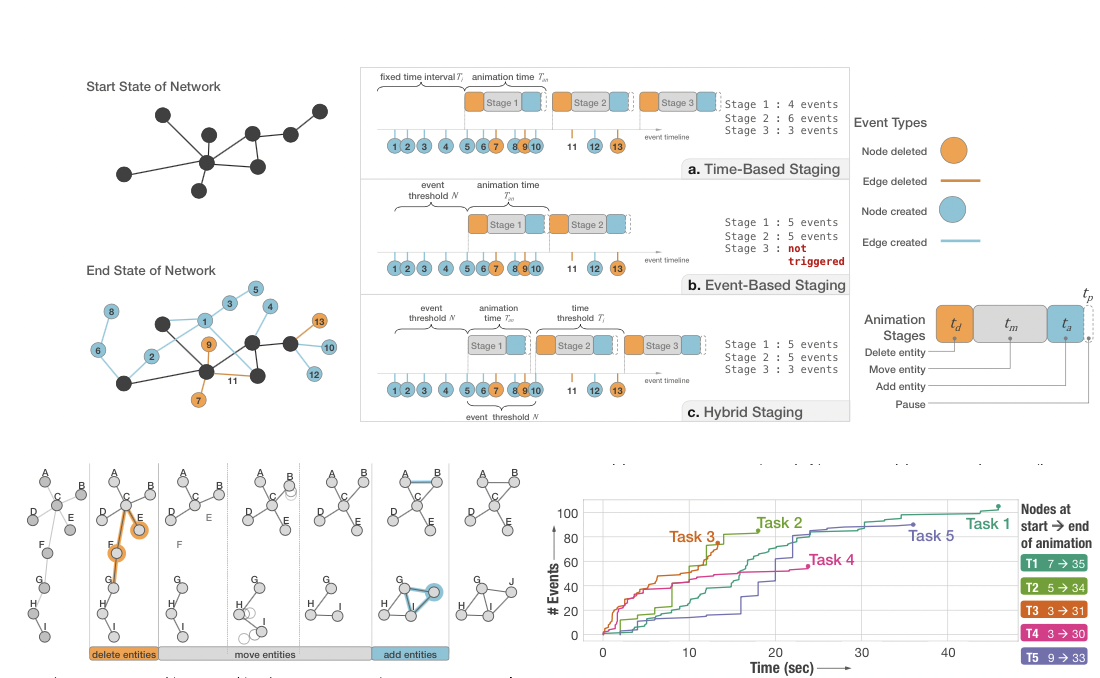 Start State of Network
End State of Network
8
5
3
4
1
6
2
9
13
10
12
11
7
fixed time interval Ti animation time Tan
Stage 1 Stage 2 Stage 3
1 2 3 4 5 6 7 8 9 10 11 12 13
event timeline
Stage 1 : 4 events
Stage 2 : 6 events
Stage 3 : 3 events
a. Time-Based Staging
event threshold N
animation time Tan
Stage 1 Stage 2
1 2 3 4 5 6 7 8 9 10 11 12 13
event timeline
Stage 1 : 5 events
Stage 2 : 5 events
Stage 3 : not
triggered
b. Event-Based Staging
event threshold N
animation time Tan
time threshold Ti
Stage 1 Stage 2 Stage 3
1 2 3 4 5 6 7 8 9 10 11 12 13
event timeline
event threshold N
Stage 1 : 5 events
Stage 2 : 5 events
Stage 3 : 3 events
c. Hybrid Staging
Event Types
Node deleted
Edge deleted
Node created
Edge created
Animation
Stages
td tm ta tp
Delete entity
Move entity
Add entity
Pause
A B C D E F G H I
A B C D E F G H I
A B C D E F G H I
A B C D E G H I
A B C D E G H I
A B C D E G H I
A B C D E G H I J
delete entities move entities add entities
# Events
100
80
60
40
20
0
0 10 20 30 40
Time (sec)
Task 3
Task 2
Task 1
Task 5
Task 4
Nodes at
start → end
of animation
T1 7 → 35
T2 5 → 34
T3 3 → 31
T4 3 → 30
T5 9 → 33